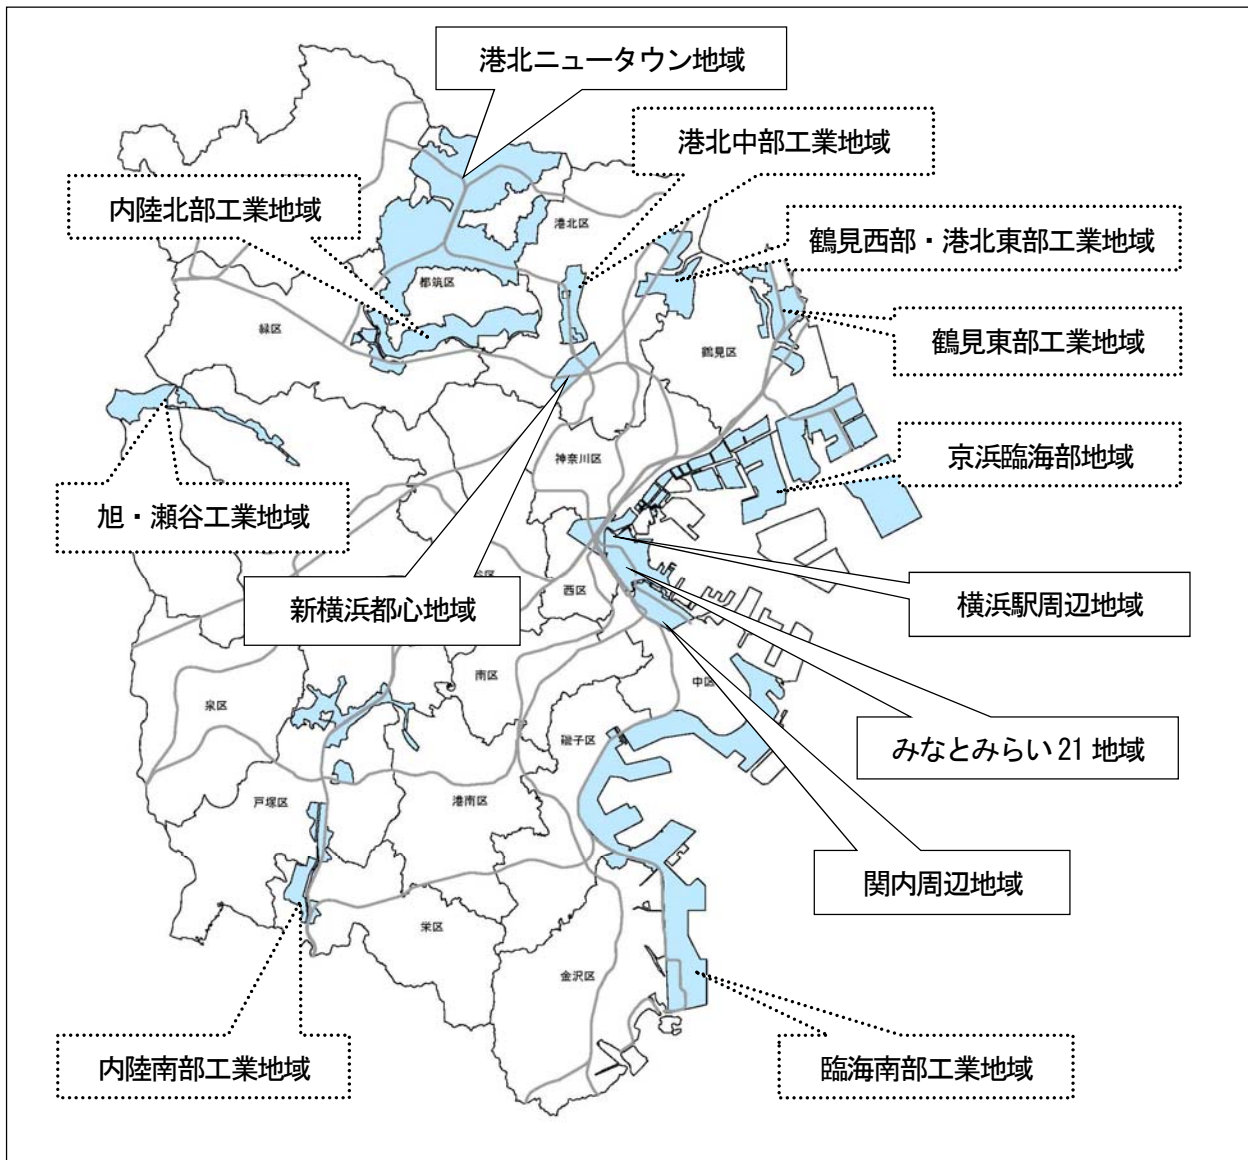 港北ニュータウン地域
港北中部工業地域
内陸北部工業地域
港北区
鶴見西部・港北東部工業地域
都筑区
緑区
鶴見区
鶴見東部工業地域
神奈川区
京浜臨海部地域
旭・瀬谷工業地域
西区
新横浜都心地域
横浜駅周辺地域
南区
中区
泉区
磯子区
みなとみらい 21 地域
戸塚区
港南区
関内周辺地域
栄区
金沢区
内陸南部工業地域
臨海南部工業地域